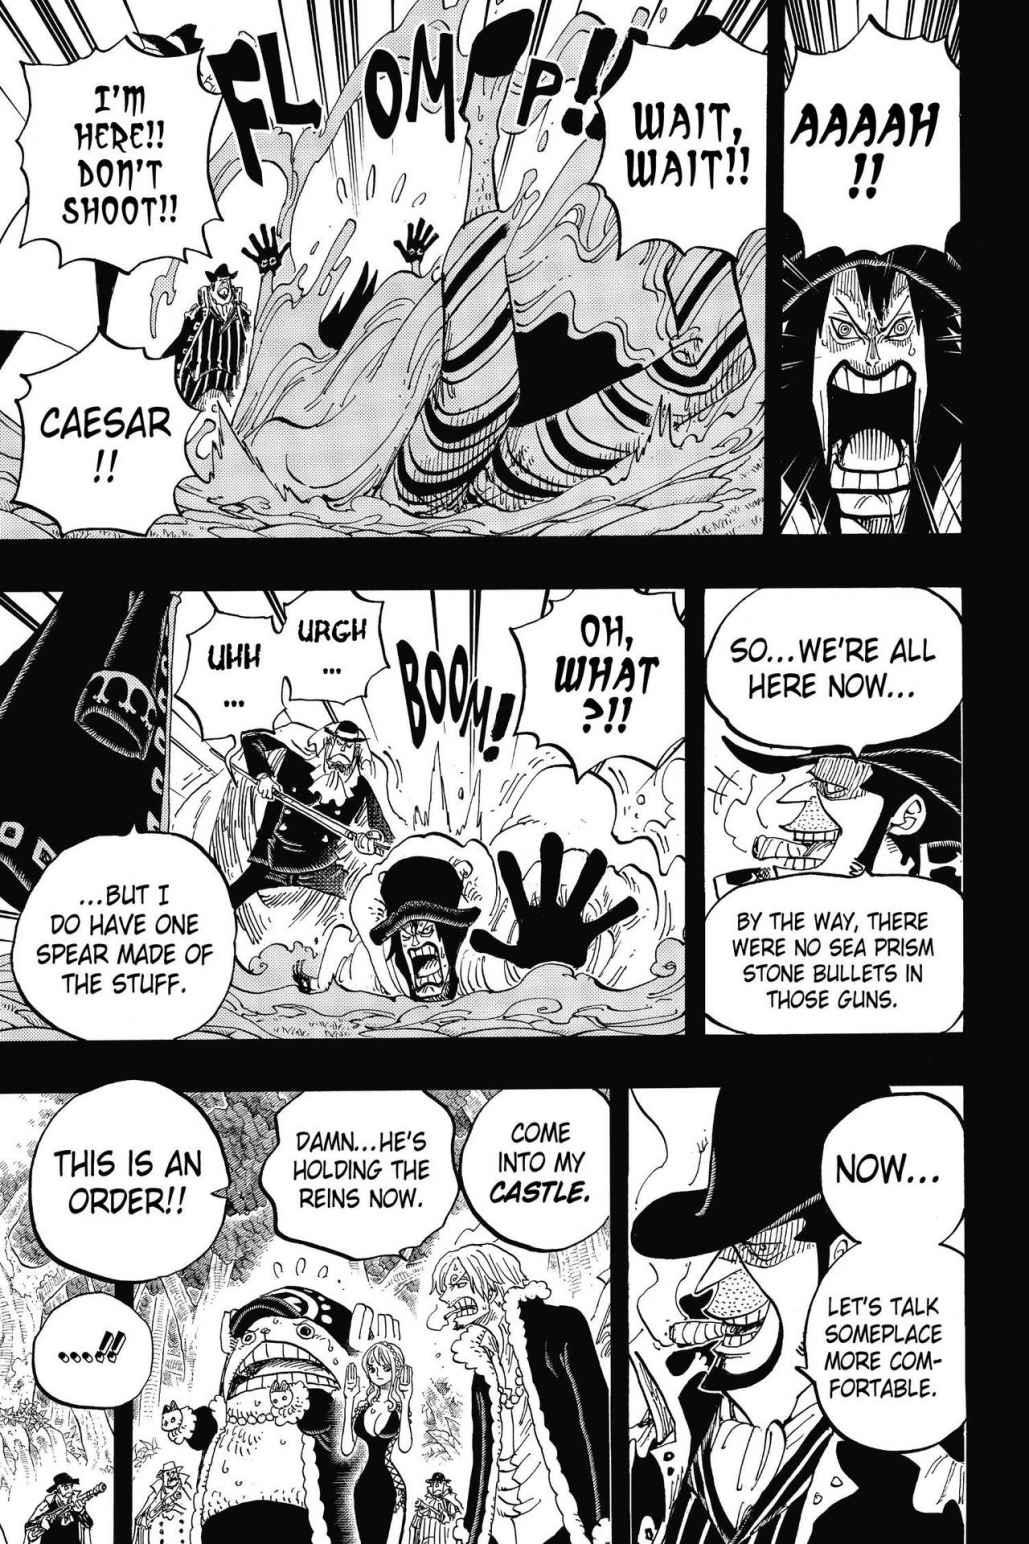 AAAAH
!!
WAIT,
WAIT!!
FLOMP!!
I'M
HERE!!
DON'T
SHOOT!!
CAESAR
!!
SO...WE'RE ALL
HERE NOW...
BY THE WAY, THERE
WERE NO SEA PRISM
STONE BULLETS IN
THOSE GUNS.
OH,
WHAT
?!!
BOOM!
URGH
...
UHH
...
...BUT I
DO HAVE ONE
SPEAR MADE OF
THE STUFF.
NOW...
LET'S TALK
SOMEPLACE
MORE COM-
FORTABLE.
COME
INTO MY
CASTLE.
DAMN...HE'S
HOLDING THE
REINS NOW.
THIS IS AN
ORDER!!
....!!